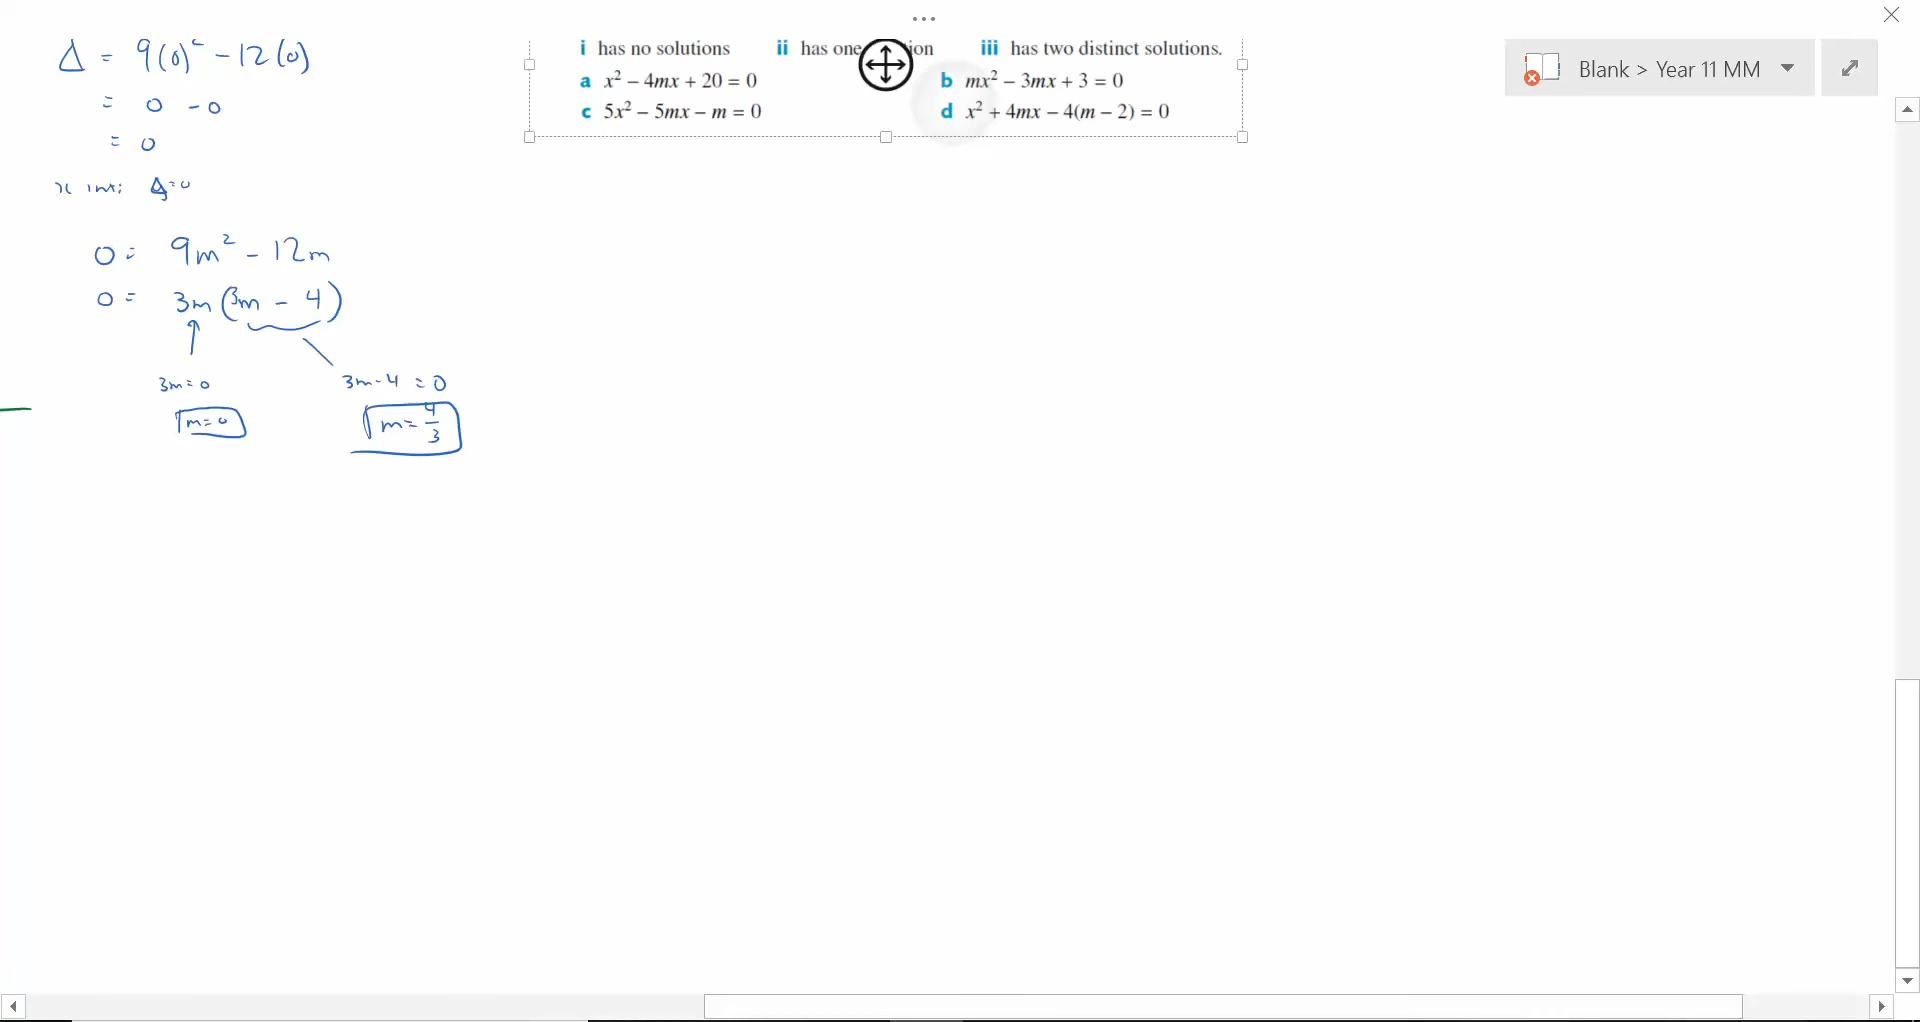 Δ = 9(0)² - 12(0)
= 0 - 0
= 0
x int: Δ=0
0 = 9m² - 12m
0 = 3m(3m - 4)
3m=0
3m-4 = 0
m=0
m=4/3
i has no solutions ii has one iii has two distinct solutions.
a x² – 4mx + 20 = 0 b mx² – 3mx + 3 = 0
c 5x² – 5mx – m = 0 d x² + 4mx – 4(m – 2) = 0
Blank > Year 11 MM